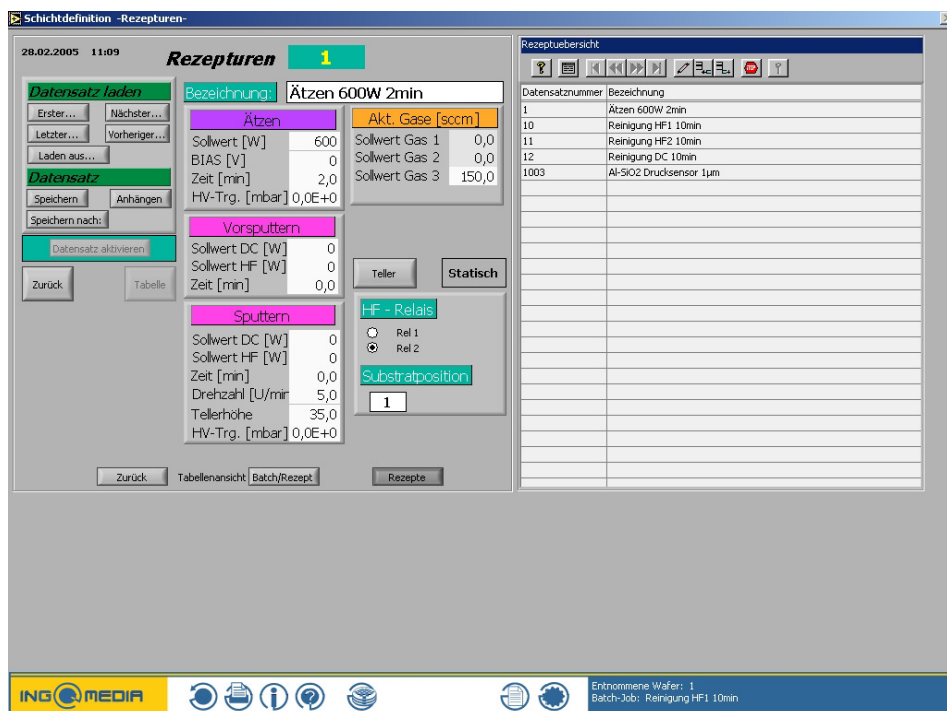 Schichtdefinition -Rezepturen-
28.02.2005 11:09
Rezepturen 1
Datensatz laden
Erster... Nächster...
Letzter... Vorheriger...
Laden aus...
Datensatz
Speichern Anhängen
Speichern nach:
Datensatz aktivieren
Zurück Tabelle
Bezeichnung: Ätzen 600W 2min
Ätzen
Sollwert [W] 600
BIAS [V] 0
Zeit [min] 2,0
HV-Trg. [mbar] 0,0E+0
Akt. Gase [sccm]
Sollwert Gas 1 0,0
Sollwert Gas 2 0,0
Sollwert Gas 3 150,0
Vorsputtern
Sollwert DC [W] 0
Sollwert HF [W] 0
Zeit [min] 0,0
Teller Statisch
Sputtern
Sollwert DC [W] 0
Sollwert HF [W] 0
Zeit [min] 0,0
Drehzahl [U/min 5,0
Tellerhöhe 35,0
HV-Trg. [mbar] 0,0E+0
HF - Relais
Rel 1
Rel 2
Substratposition
1
Zurück Tabellenansicht Batch/Rezept Rezepte
Rezeptuebersicht
Datensatznummer Bezeichnung
1 Ätzen 600W 2min
10 Reinigung HF1 10min
11 Reinigung HF2 10min
12 Reinigung DC 10min
1003 Al-SiO2 Drucksensor 1µm
ING MEDIA
Entnommene Wafer: 1
Batch-Job: Reinigung HF1 10min